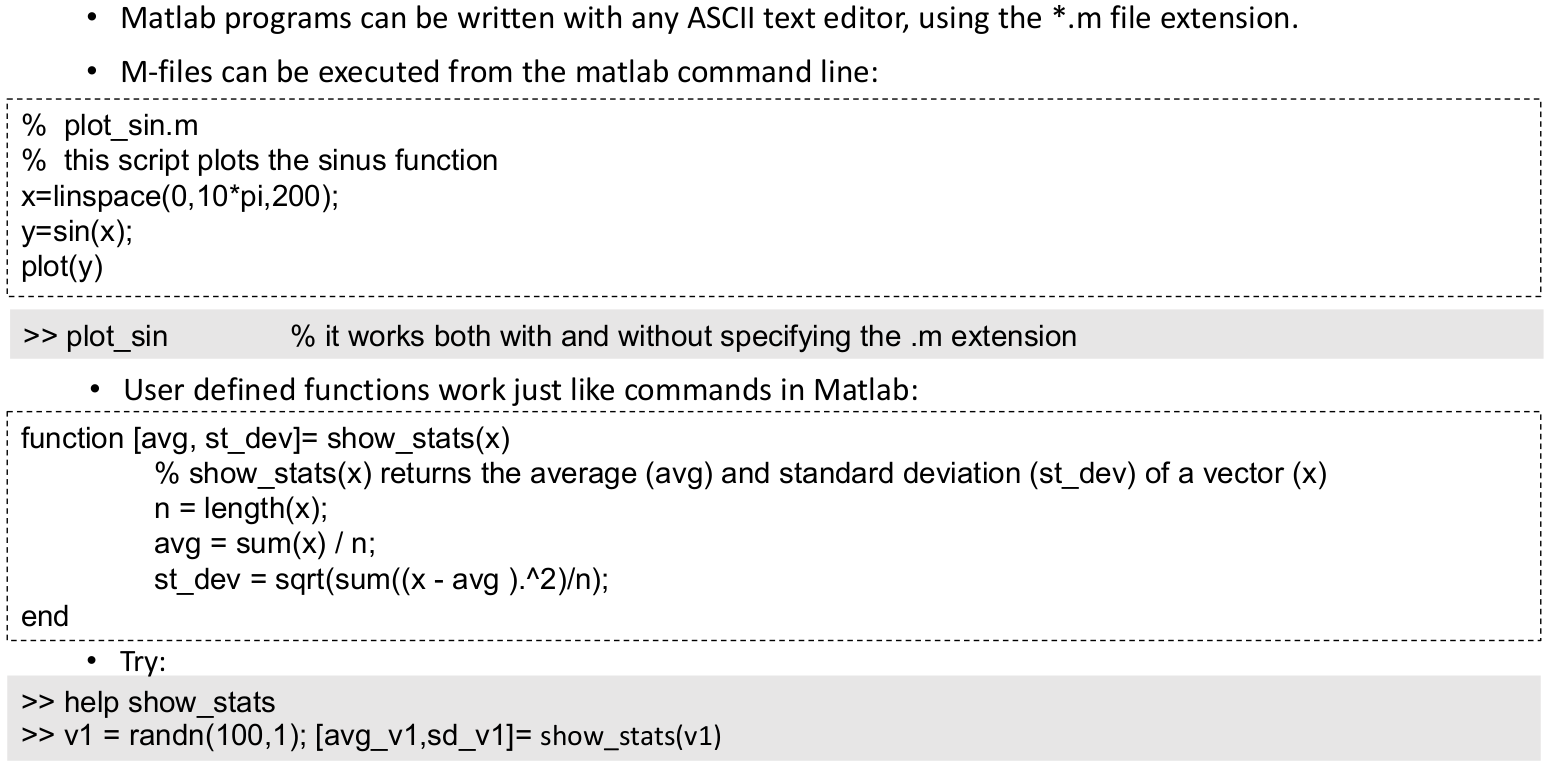 • Matlab programs can be written with any ASCII text editor, using the *.m file extension.
• M-files can be executed from the matlab command line:
% plot_sin.m
% this script plots the sinus function
x=linspace(0,10*pi,200);
y=sin(x);
plot(y)
>> plot_sin % it works both with and without specifying the .m extension
• User defined functions work just like commands in Matlab:
function [avg, st_dev]= show_stats(x)
% show_stats(x) returns the average (avg) and standard deviation (st_dev) of a vector (x)
n = length(x);
avg = sum(x) / n;
st_dev = sqrt(sum((x - avg ).^2)/n);
end
• Try:
>> help show_stats
>> v1 = randn(100,1); [avg_v1,sd_v1]= show_stats(v1)